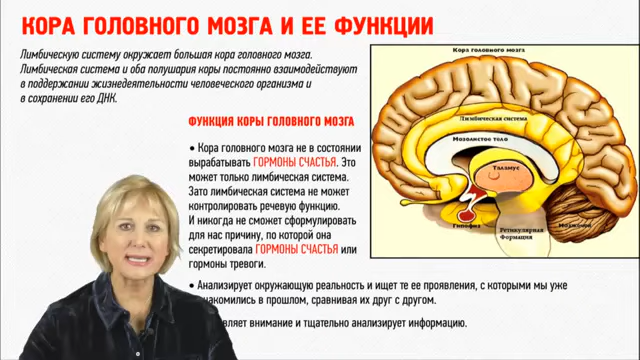 КОРА ГОЛОВНОГО МОЗГА И ЕЕ ФУНКЦИИ
Лимбическую систему окружает большая кора головного мозга.
Лимбическая система и оба полушария коры постоянно взаимодействуют
в поддержании жизнедеятельности человеческого организма и
в сохранении его ДНК.
ФУНКЦИЯ КОРЫ ГОЛОВНОГО МОЗГА
• Кора головного мозга не в состоянии
вырабатывать ГОРМОНЫ СЧАСТЬЯ. Это
может только лимбическая система.
Зато лимбическая система не может
контролировать речевую функцию.
И никогда не сможет сформулировать
для нас причину, по которой она
секретировала ГОРМОНЫ СЧАСТЬЯ или
гормоны тревоги.
• Анализирует окружающую реальность и ищет те ее проявления, с которыми мы уже
знакомились в прошлом, сравнивая их друг с другом.
внимание и тщательно анализирует информацию.
Кора головного мозга
Лимбическая система
Мозолистое тело
Таламус
Гипофиз
Ретикулярная
Формация
Мозжечок